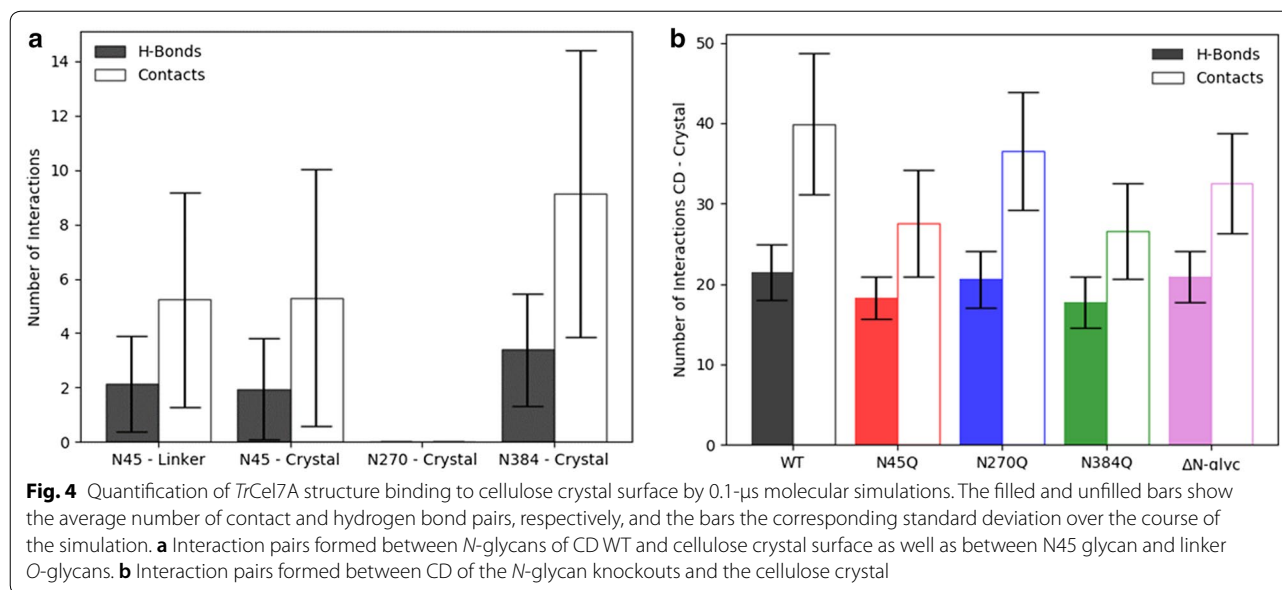 a
H-Bonds
Contacts
Number of Interactions
14
12
10
8
6
4
2
0
N45 - Linker N45 - Crystal N270 - Crystal N384 - Crystal
b
H-Bonds
Contacts
Number of Interactions CD - Crystal
50
40
30
20
10
0
WT N45Q N270Q N384Q ΔN-glyc
Fig. 4 Quantification of TrCel7A structure binding to cellulose crystal surface by 0.1-µs molecular simulations. The filled and unfilled bars show
the average number of contact and hydrogen bond pairs, respectively, and the bars the corresponding standard deviation over the course of
the simulation. a Interaction pairs formed between N-glycans of CD WT and cellulose crystal surface as well as between N45 glycan and linker
O-glycans. b Interaction pairs formed between CD of the N-glycan knockouts and the cellulose crystal